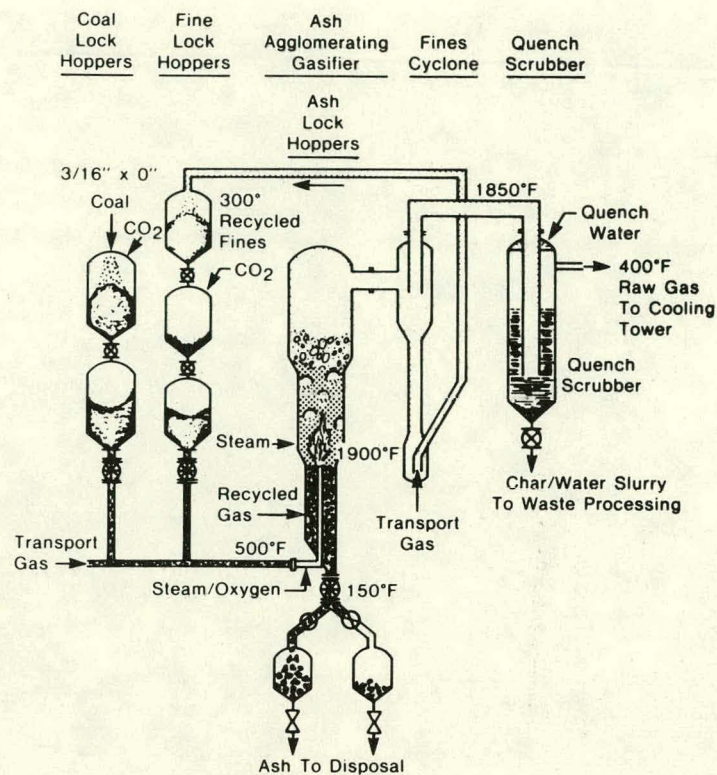 Coal
Lock
Hoppers
Fine
Lock
Hoppers
Ash
Agglomerating
Gasifier
Fines
Cyclone
Quench
Scrubber
Ash
Lock
Hoppers
3/16" x 0"
Coal
CO2
300°
Recycled
Fines
CO2
1850°F
Quench
Water
400°F
Raw Gas
To Cooling
Tower
Quench
Scrubber
Steam
1900°F
Recycled
Gas
Char/Water Slurry
To Waste Processing
Transport
Gas
Transport
Gas
500°F
Steam/Oxygen
150°F
Ash To Disposal